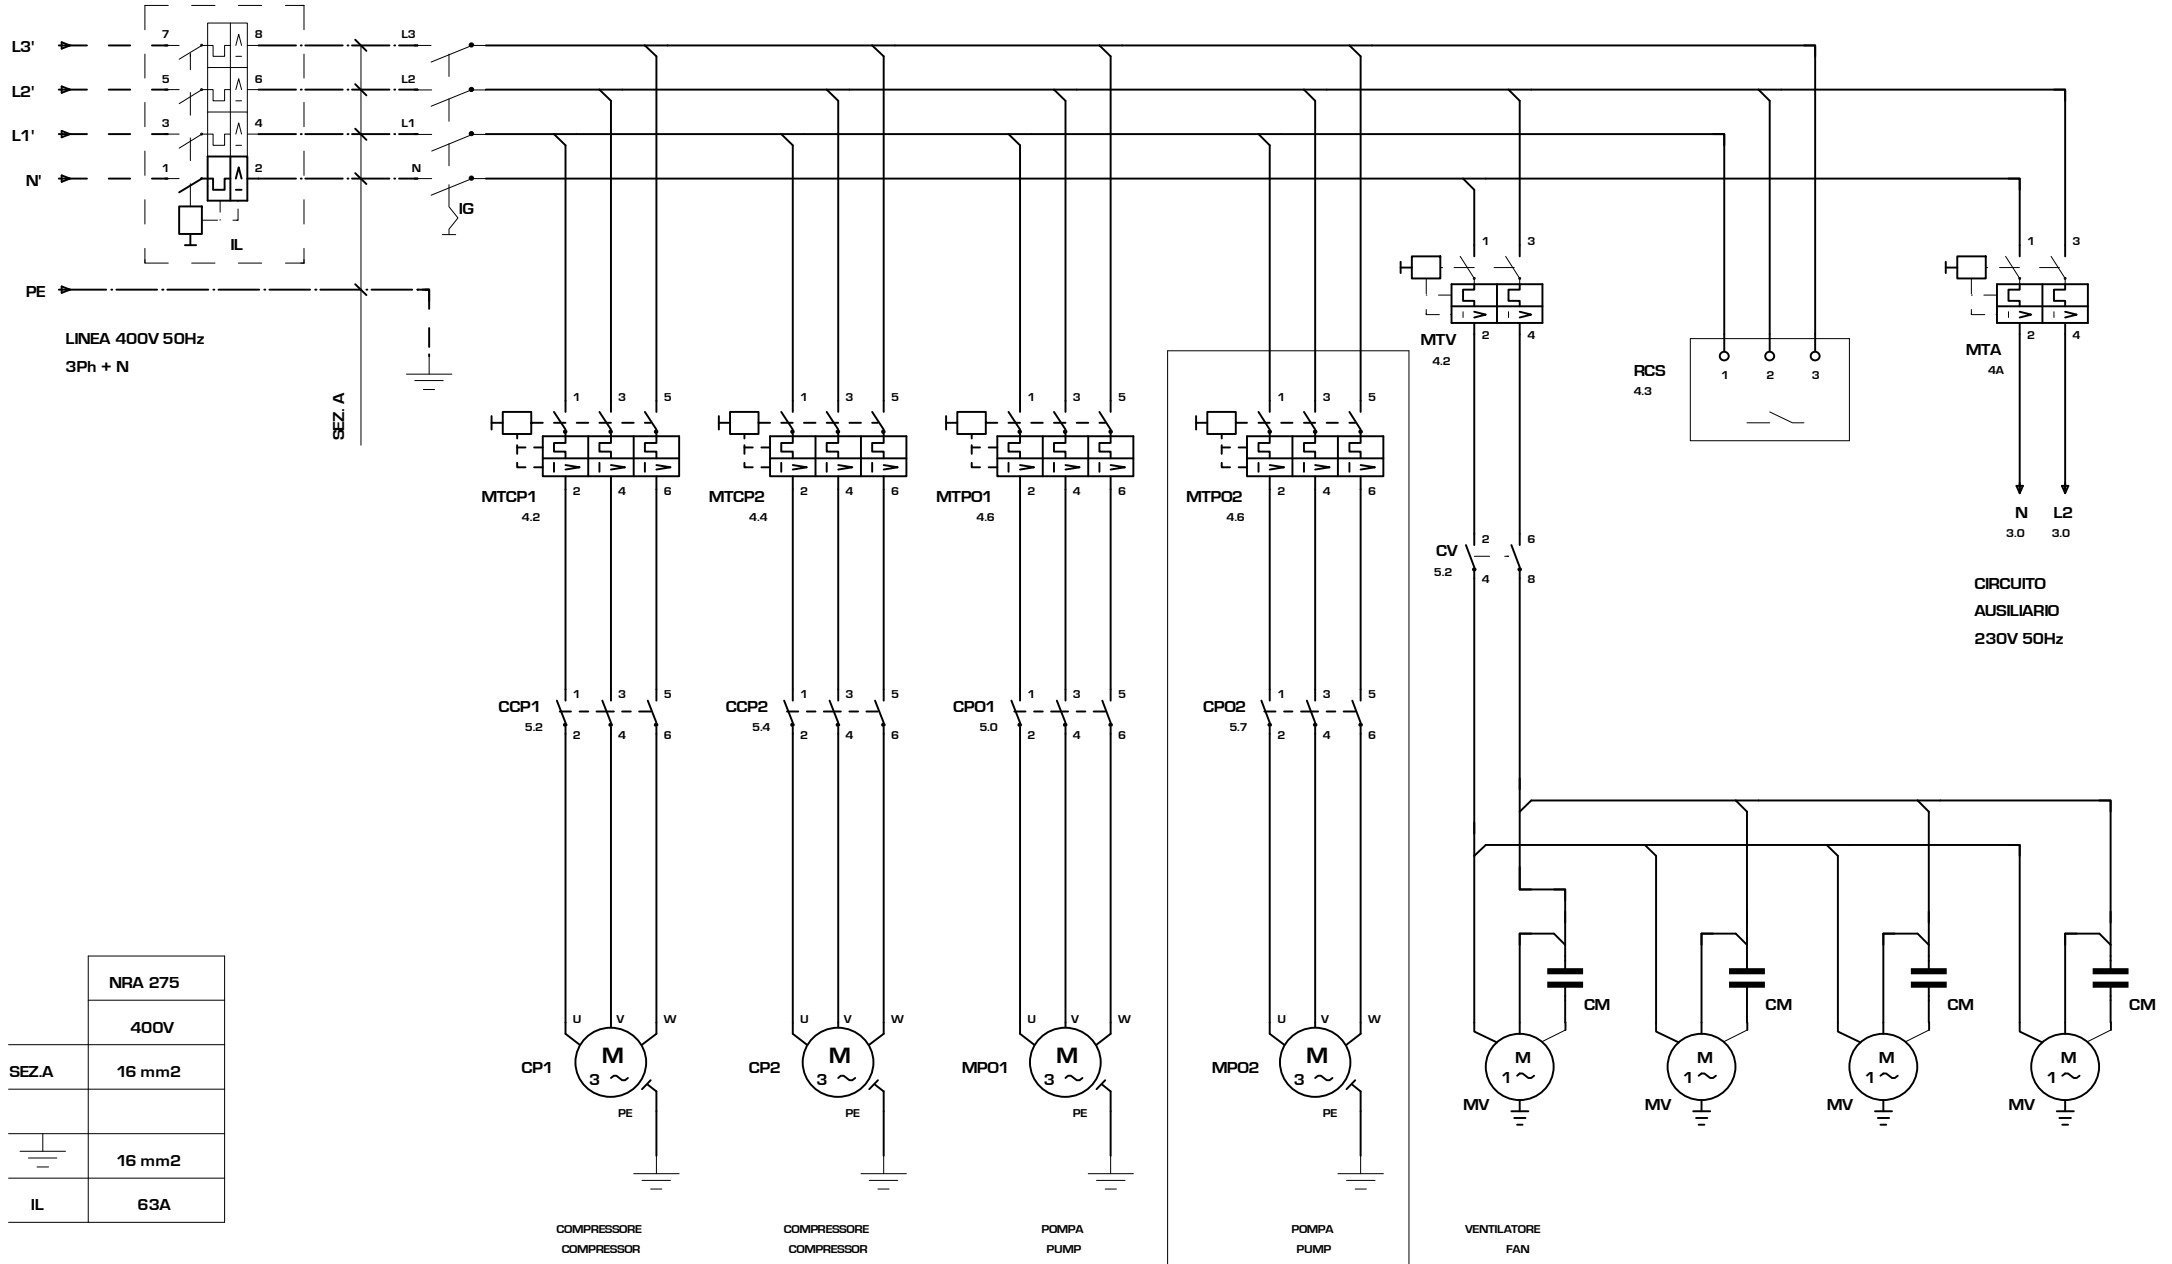 L3' 7 8 L3
L2' 5 6 L2
L1' 3 4 L1
N' 1 2 N
IG
IL
PE
LINEA 400V 50Hz
3Ph + N
SEZ. A
1 3
MTV 2 4
4.2
RCS 1 2 3
4.3
1 3
MTA 2 4
4A
1 3 5
MTCP1 2 4 6
4.2
1 3 5
MTCP2 2 4 6
4.4
1 3 5
MTPO1 2 4 6
4.6
1 3 5
MTPO2 2 4 6
4.6
N L2
3.0 3.0
CV 2 6
5.2 4 8
CIRCUITO
AUSILIARIO
230V 50Hz
CCP1 1 3 5
5.2 2 4 6
CCP2 1 3 5
5.4 2 4 6
CPO1 1 3 5
5.0 2 4 6
CPO2 1 3 5
5.7 2 4 6
NRA 275
400V
SEZ.A 16 mm2
16 mm2
IL 63A
U V W
CP1 M
3 ~
PE
U V W
CP2 M
3 ~
PE
U V W
MPO1 M
3 ~
PE
U V W
MPO2 M
3 ~
PE
CM
M
1 ~
MV
CM
M
1 ~
MV
CM
M
1 ~
MV
CM
M
1 ~
MV
COMPRESSORE
COMPRESSOR
COMPRESSORE
COMPRESSOR
POMPA
PUMP
POMPA
PUMP
VENTILATORE
FAN